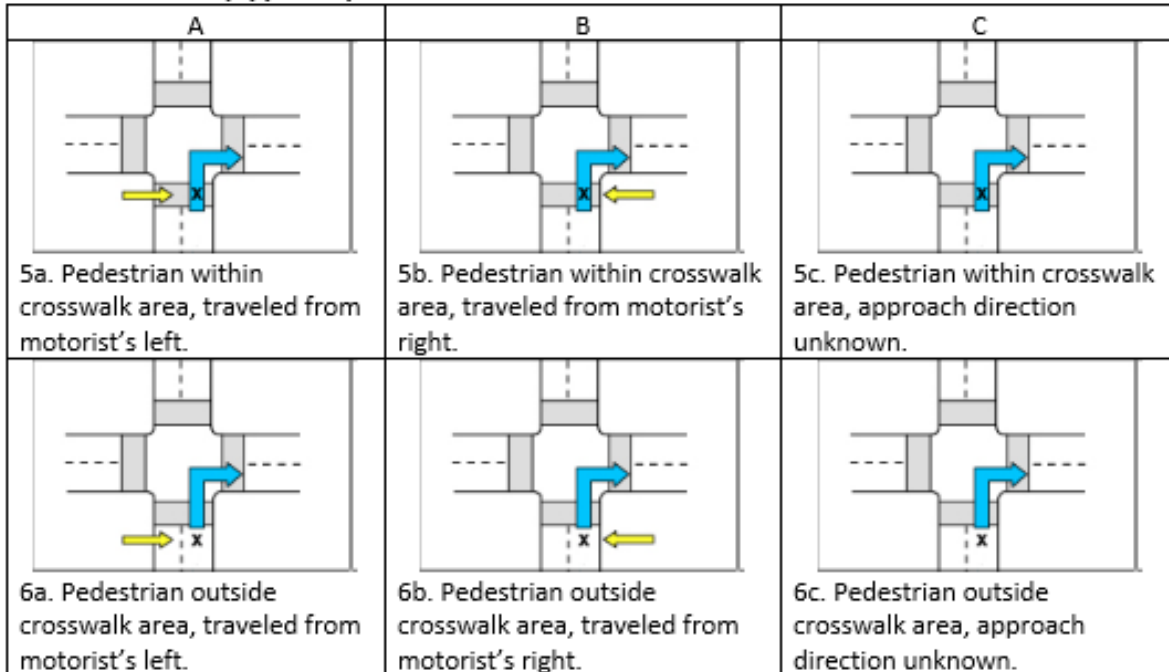 A
B
C
X
X
X
5a. Pedestrian within
crosswalk area, traveled from
motorist's left.
5b. Pedestrian within crosswalk
area, traveled from motorist's
right.
5c. Pedestrian within crosswalk
area, approach direction
unknown.
X
X
X
6a. Pedestrian outside
crosswalk area, traveled from
motorist's left.
6b. Pedestrian outside
crosswalk area, traveled from
motorist's right.
6c. Pedestrian outside
crosswalk area, approach
direction unknown.